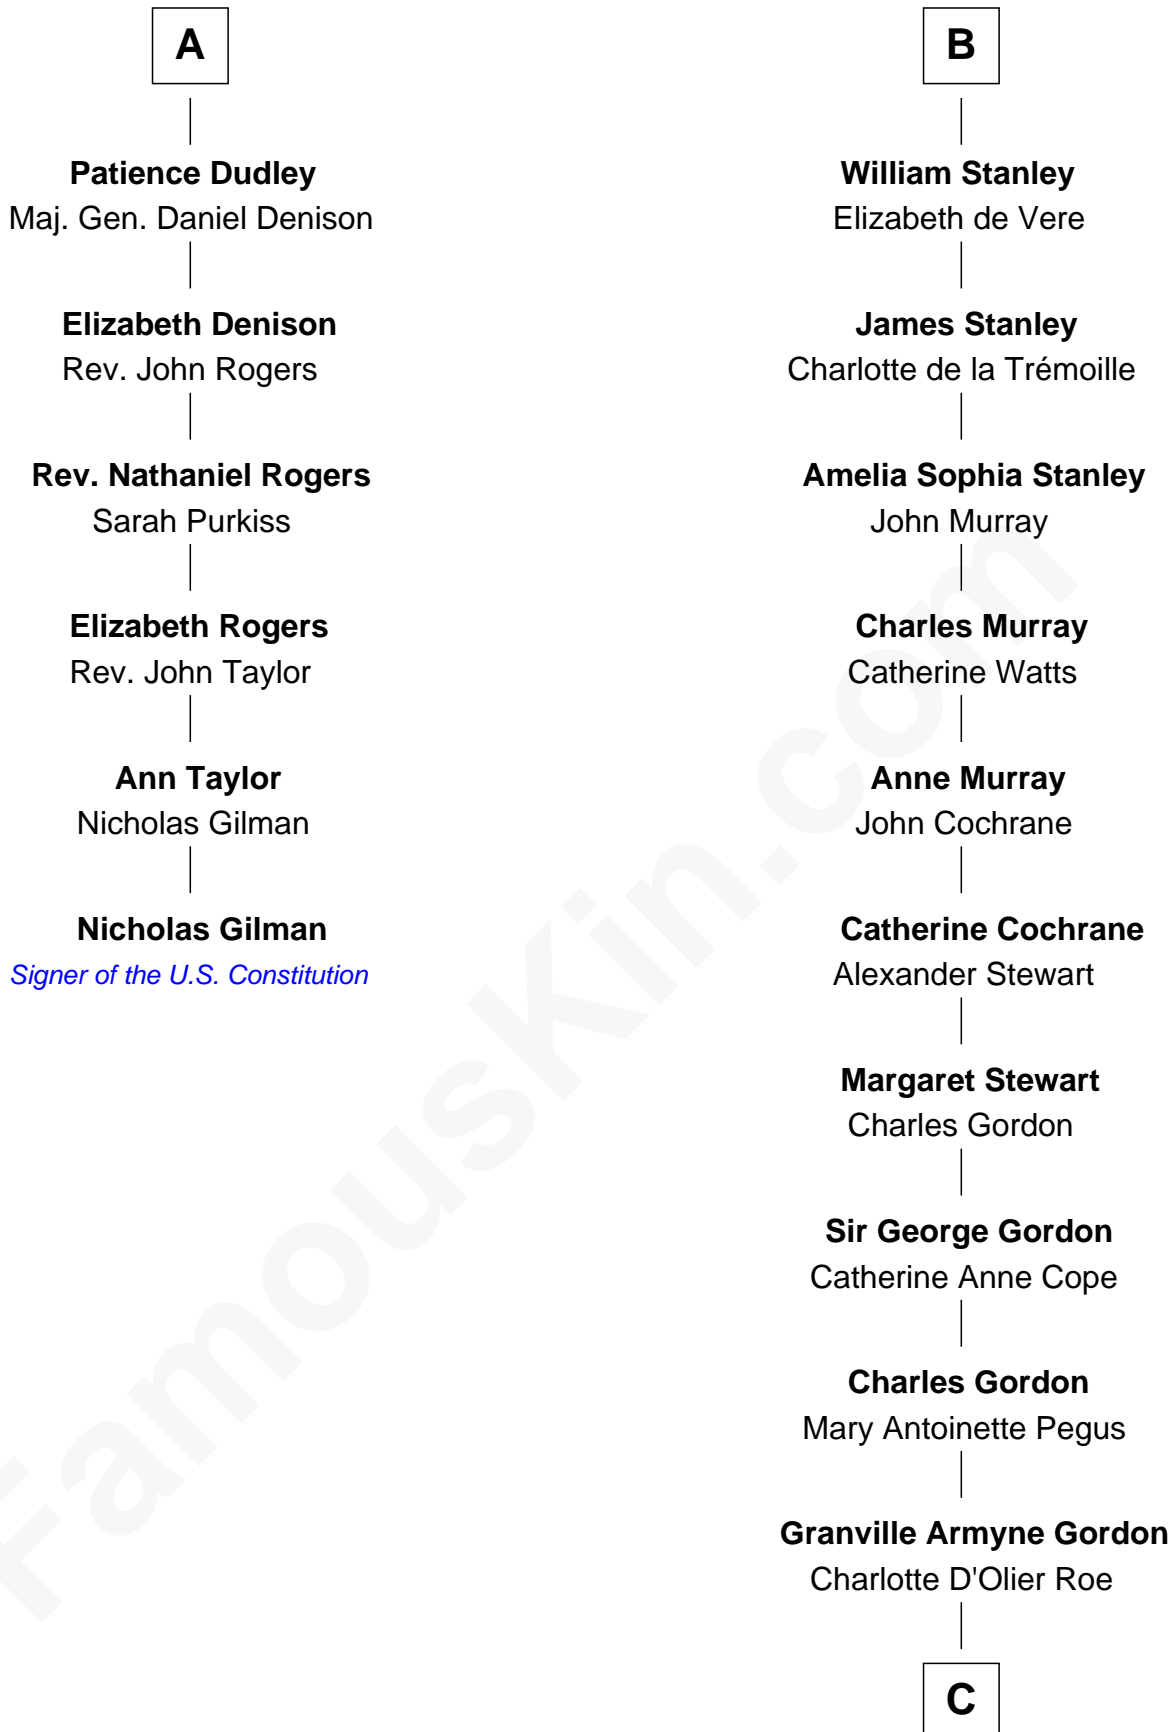 A
Patience Dudley
Maj. Gen. Daniel Denison
Elizabeth Denison
Rev. John Rogers
Rev. Nathaniel Rogers
Sarah Purkiss
Elizabeth Rogers
Rev. John Taylor
Ann Taylor
Nicholas Gilman
Nicholas Gilman
Signer of the U.S. Constitution
B
William Stanley
Elizabeth de Vere
James Stanley
Charlotte de la Trémoille
Amelia Sophia Stanley
John Murray
Charles Murray
Catherine Watts
Anne Murray
John Cochrane
Catherine Cochrane
Alexander Stewart
Margaret Stewart
Charles Gordon
Sir George Gordon
Catherine Anne Cope
Charles Gordon
Mary Antoinette Pegus
Granville Armyne Gordon
Charlotte D'Olier Roe
C
FamousKin.com